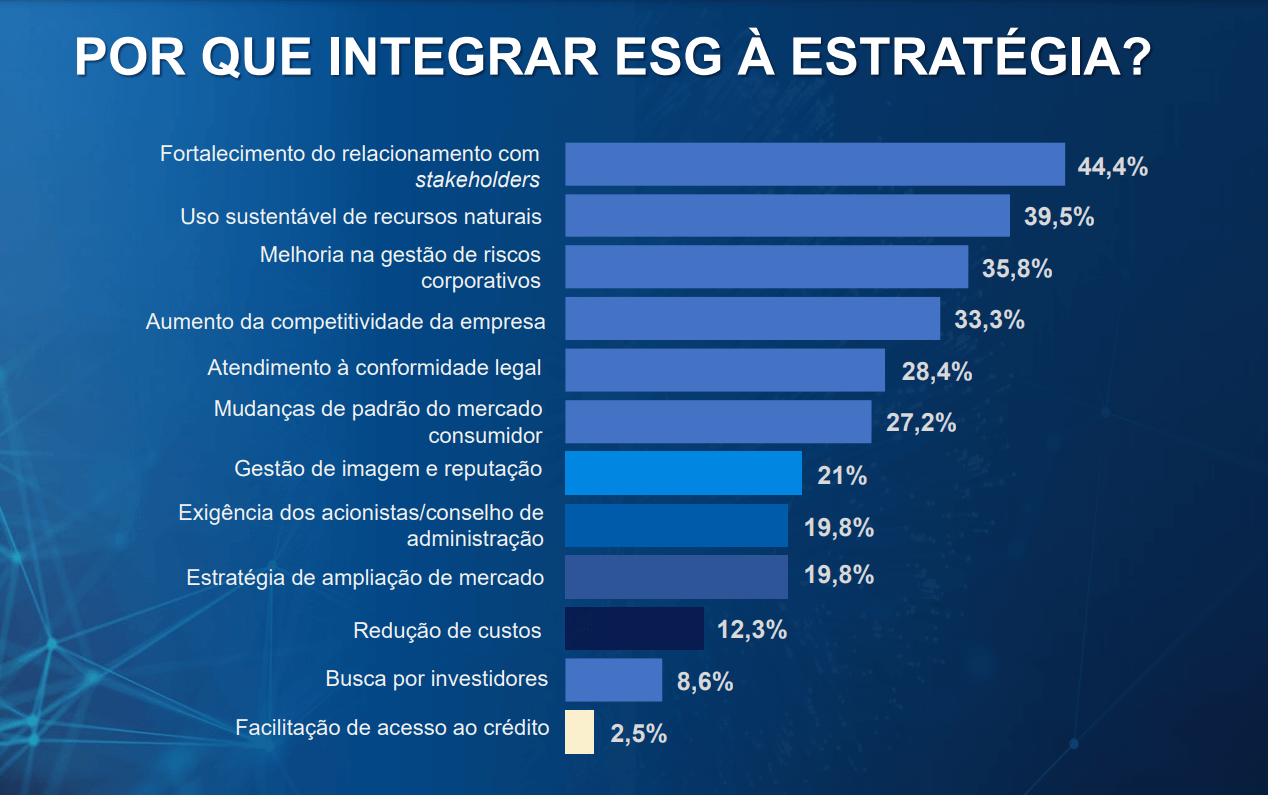 POR QUE INTEGRAR ESG À ESTRATÉGIA?
Fortalecimento do relacionamento com
stakeholders
44,4%
Uso sustentável de recursos naturais
39,5%
Melhoria na gestão de riscos
corporativos
35,8%
Aumento da competitividade da empresa
33,3%
Atendimento à conformidade legal
28,4%
Mudanças de padrão do mercado
consumidor
27,2%
Gestão de imagem e reputação
21%
Exigência dos acionistas/conselho de
administração
19,8%
Estratégia de ampliação de mercado
19,8%
Redução de custos
12,3%
Busca por investidores
8,6%
Facilitação de acesso ao crédito
2,5%